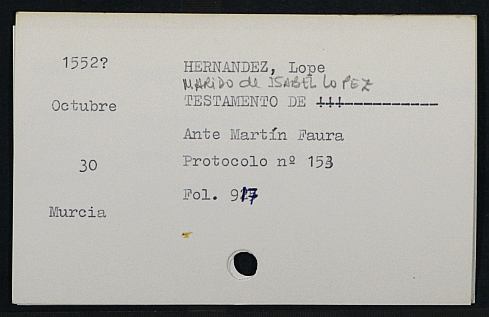 1552?
HERNANDEZ, Lope
MARIDO de ISABEL LOPEZ
Octubre
TESTAMENTO DE +++----------
Ante Martín Faura
30
Protocolo nº 153
Fol. 917
Murcia